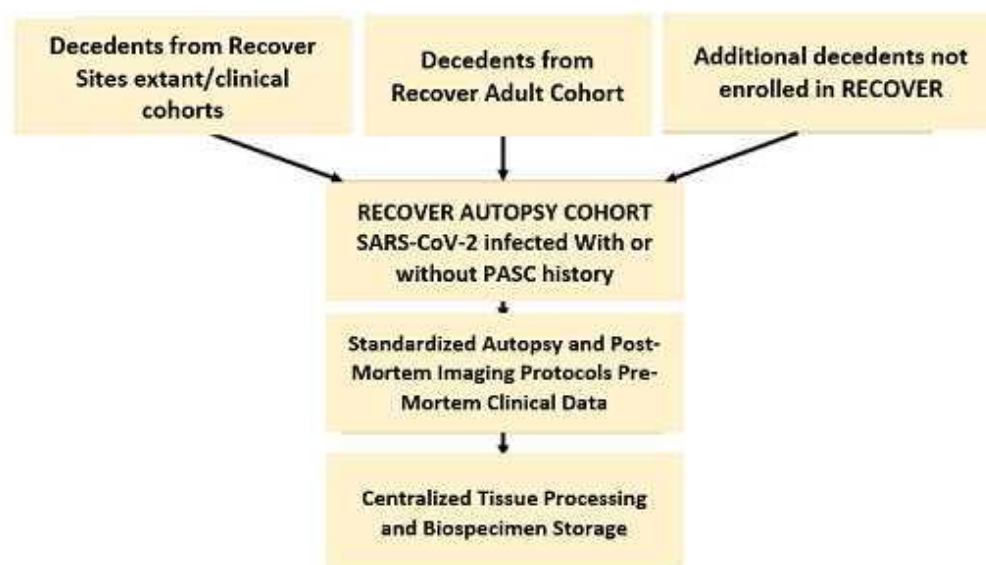 Decedents from Recover
Sites extant/clinical
cohorts
Decedents from
Recover Adult Cohort
Additional decedents not
enrolled in RECOVER
RECOVER AUTOPSY COHORT
SARS-CoV-2 infected With or
without PASC history
Standardized Autopsy and Post-
Mortem Imaging Protocols Pre-
Mortem Clinical Data
Centralized Tissue Processing
and Biospecimen Storage